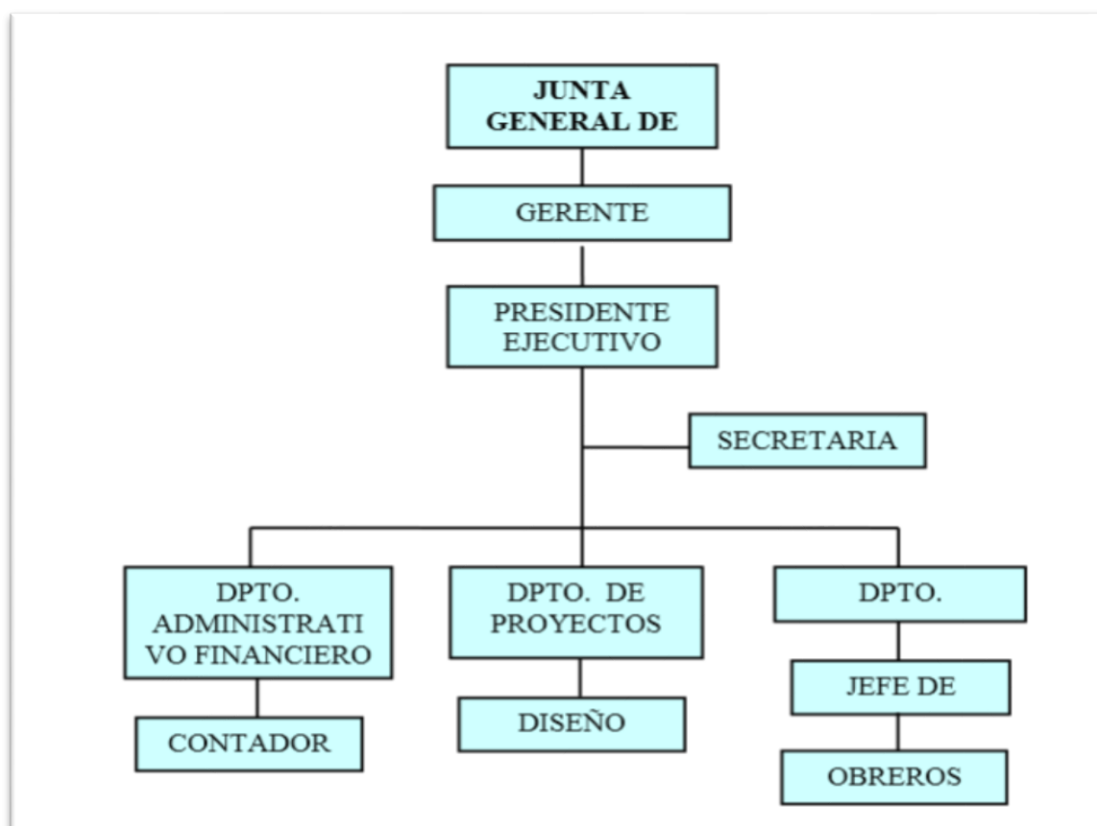 JUNTA
GENERAL DE
GERENTE
PRESIDENTE
EJECUTIVO
SECRETARIA
DPTO.
ADMINISTRATI
VO FINANCIERO
CONTADOR
DPTO. DE
PROYECTOS
DISEÑO
DPTO.
JEFE DE
OBREROS